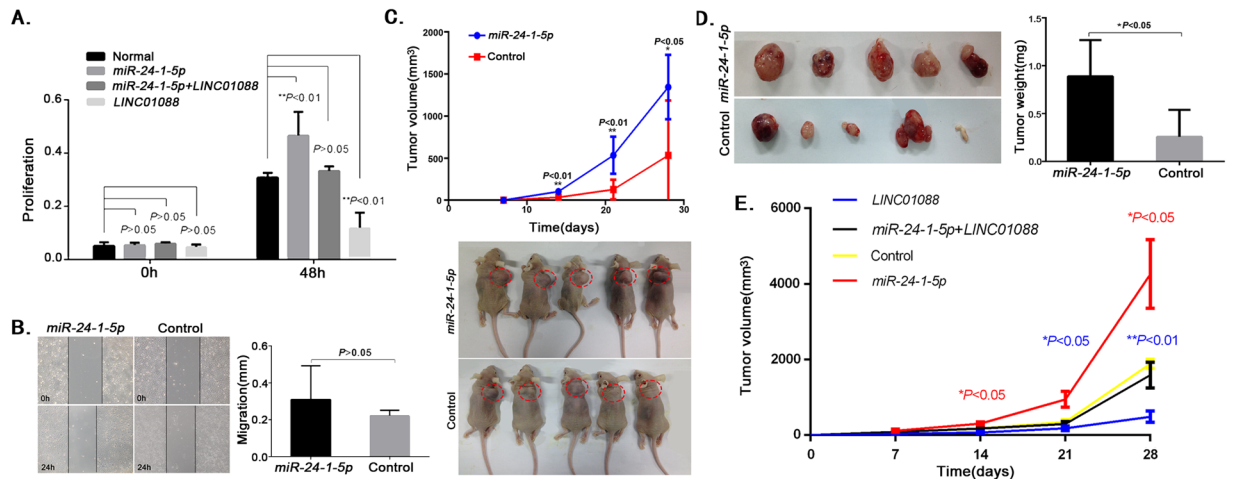 A.
Normal
miR-24-1-5p
miR-24-1-5p+LINC01088
LINC01088
Proliferation
0.6
0.4
0.2
0.0
P>0.05
P>0.05
P>0.05
**P<0.01
P>0.05
**P<0.01
0h
48h
B.
miR-24-1-5p
Control
0h
0h
24h
24h
Migration(mm)
0.6
0.4
0.2
0.0
P>0.05
miR-24-1-5p
Control
C.
miR-24-1-5p
Control
Tumor volume(mm³)
2000
1500
1000
500
0
P<0.01
**
P<0.01
**
P<0.05
*
0
10
20
30
Time(days)
miR-24-1-5p
Control
D.
miR-24-1-5p
Control
Tumor weight(mg)
1.5
1.0
0.5
0.0
*P<0.05
miR-24-1-5p
Control
E.
LINC01088
miR-24-1-5p+LINC01088
Control
miR-24-1-5p
Tumor volume(mm³)
6000
4000
2000
0
*P<0.05
*P<0.05
*P<0.05
**P<0.01
0
7
14
21
28
Time(days)